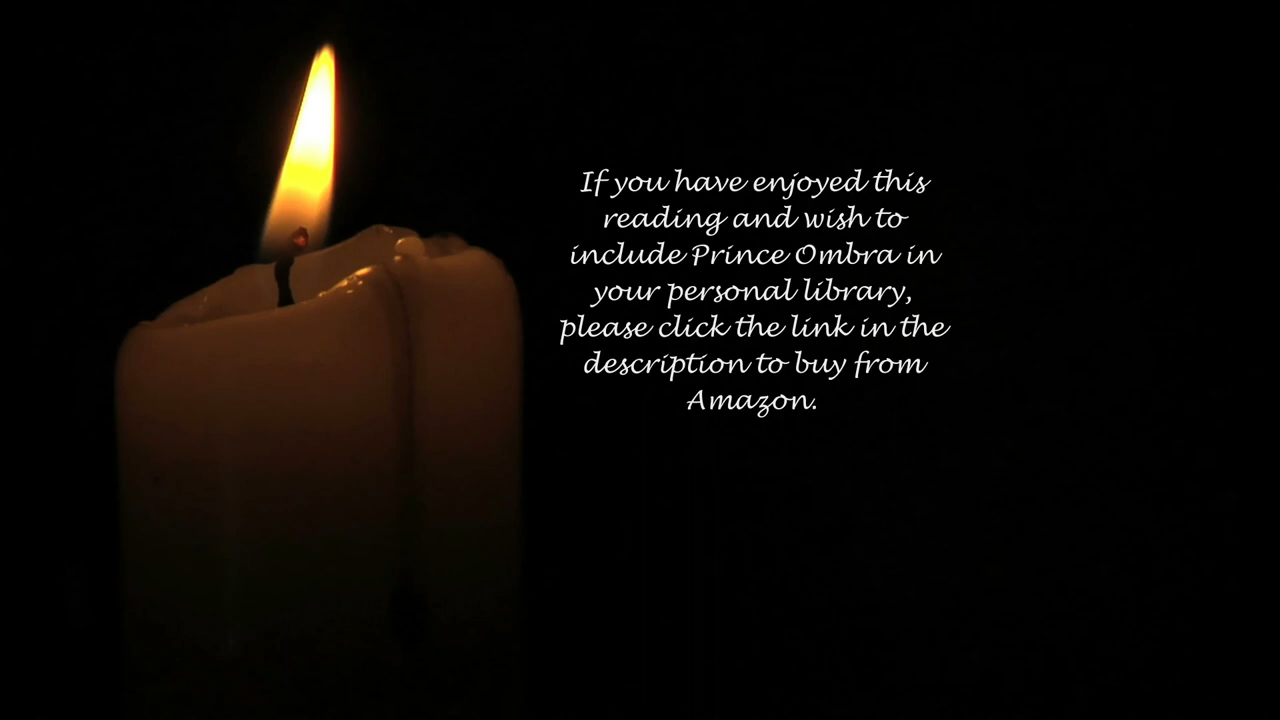 If you have enjoyed this
reading and wish to
include Prince Ombra in
your personal library,
please click the link in the
description to buy from
Amazon.